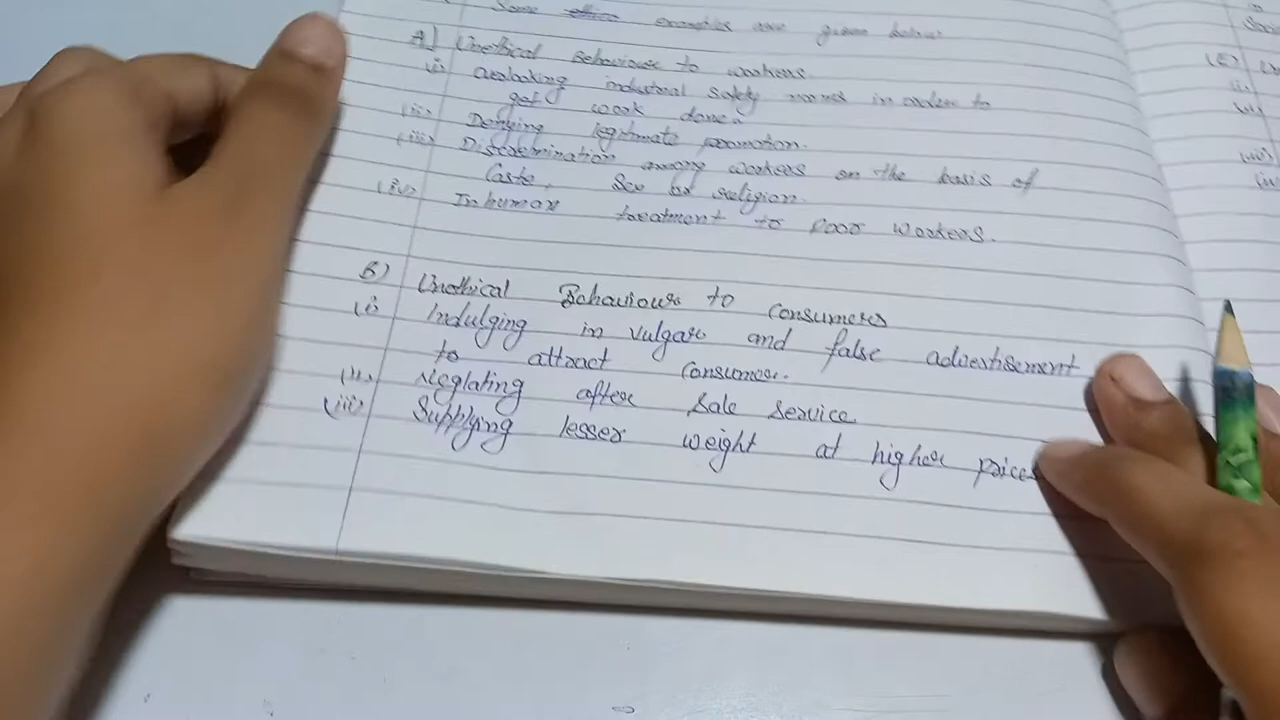 Some examples are given below
A] Unethical Behaviour to workers.
(i) Overlooking industrial safety norms in order to
get work done.
(ii) Denying legitimate promotion.
(iii) Discrimination among workers on the basis of
Caste, Sex or religion.
(iv) Inhuman treatment to poor workers.
B) Unethical Behaviour to consumers
(i) Indulging in vulgar and false advertisement
to attract consumer.
(ii) Neglating after sale service
(iii) Supplying lesser weight at higher prices